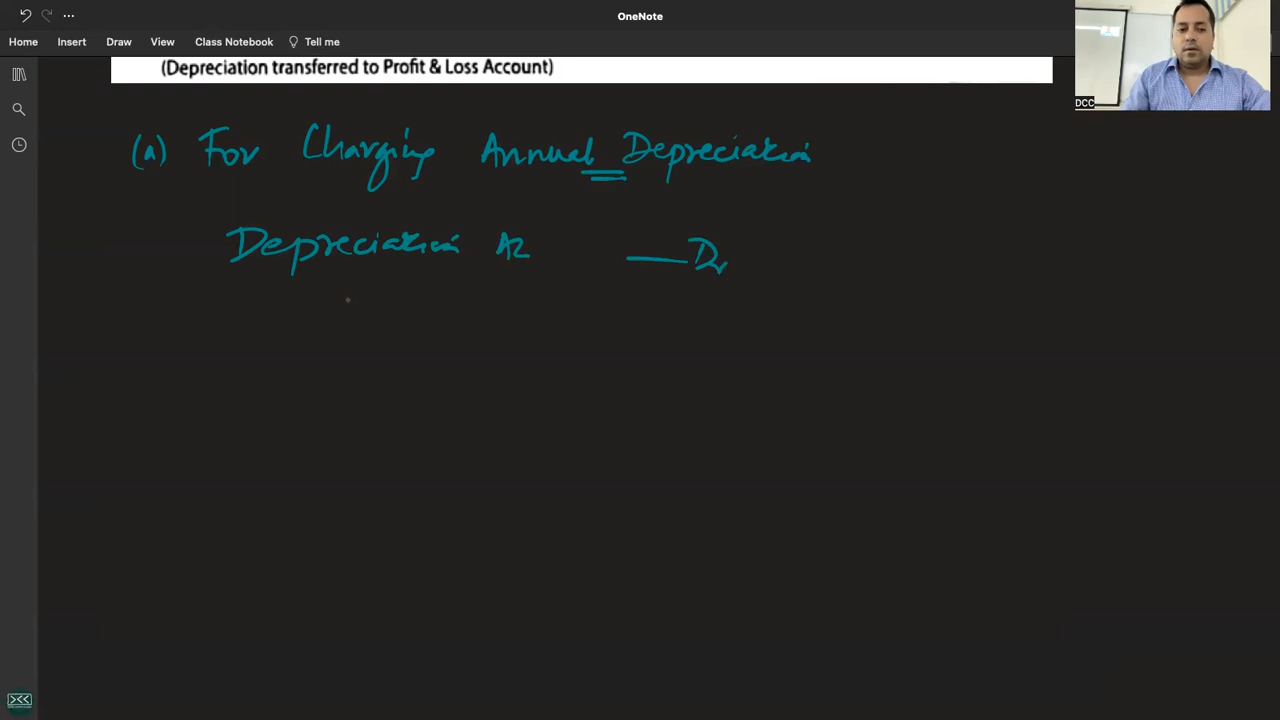 OneNote
Home Insert Draw View Class Notebook Tell me
DCC
(Depreciation transferred to Profit & Loss Account)
(a) For Charging Annual Depreciation
Depreciation A/c —— Dr